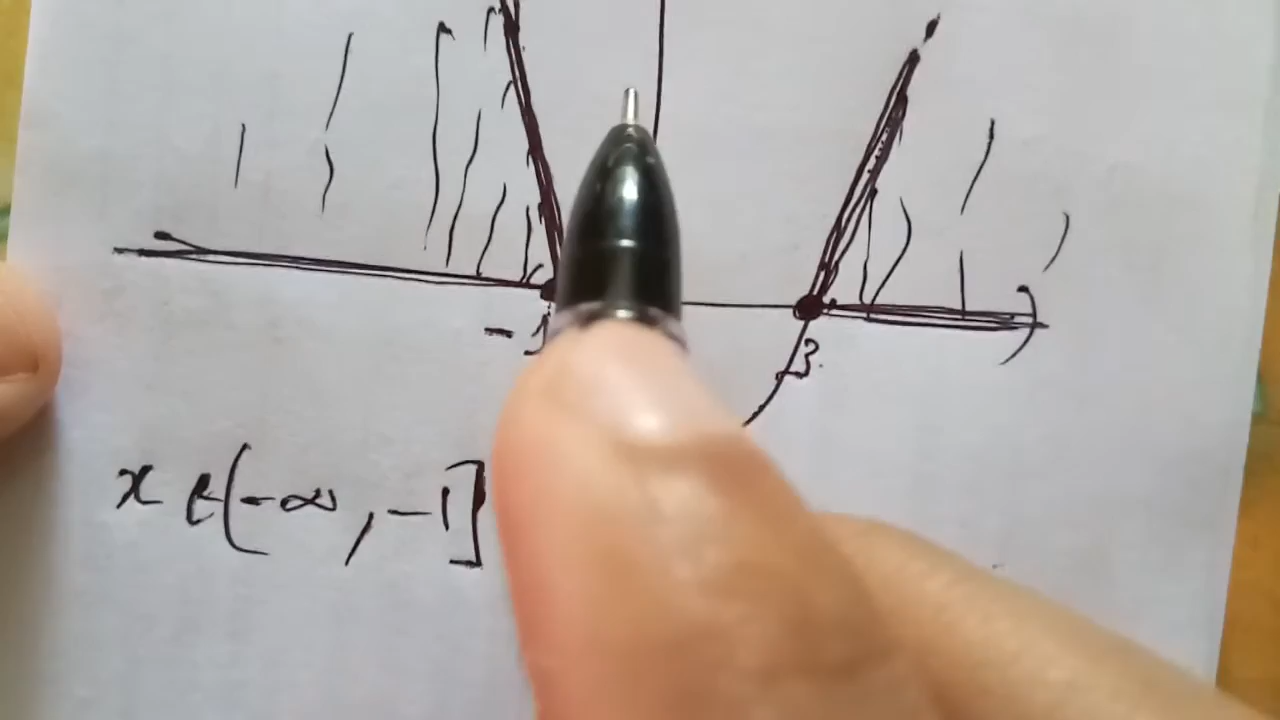 -1 3
x ∈ (-∞, -1]